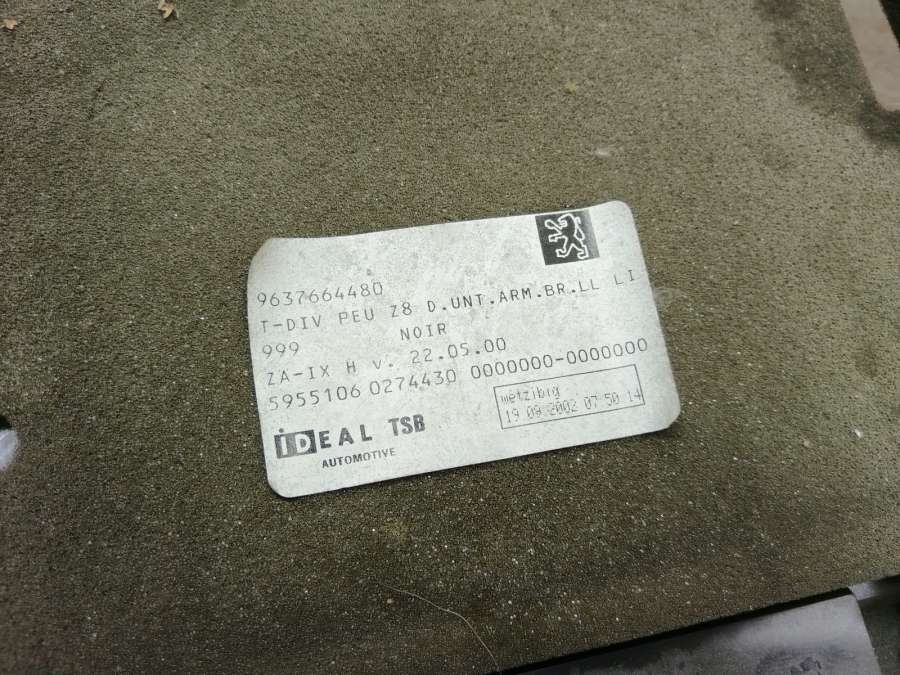 9637664480
T-DIV PEU Z8 D.UNT.ARM.BR.LL LI
999 NOIR
ZA-IX H v. 22.05.00
5955106 0274430 0000000-0000000
metzibig
19 09 2002 07 50 14
iDEAL TSB
AUTOMOTIVE